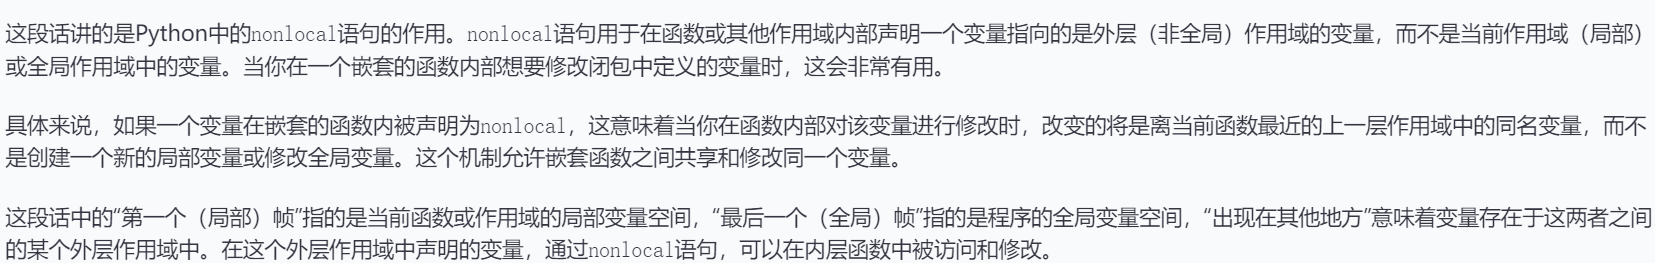 这段话讲的是Python中的nonlocal语句的作用。nonlocal语句用于在函数或其他作用域内部声明一个变量指向的是外层（非全局）作用域的变量，而不是当前作用域（局部）
或全局作用域中的变量。当你在一个嵌套的函数内部想要修改闭包中定义的变量时，这会非常有用。
具体来说，如果一个变量在嵌套的函数内被声明为nonlocal，这意味着当你在函数内部对该变量进行修改时，改变的将是离当前函数最近的上一层作用域中的同名变量，而不
是创建一个新的局部变量或修改全局变量。这个机制允许嵌套函数之间共享和修改同一个变量。
这段话中的“第一个（局部）帧”指的是当前函数或作用域的局部变量空间，“最后一个（全局）帧”指的是程序的全局变量空间，“出现在其他地方”意味着变量存在于这两者之间
的某个外层作用域中。在这个外层作用域中声明的变量，通过nonlocal语句，可以在内层函数中被访问和修改。